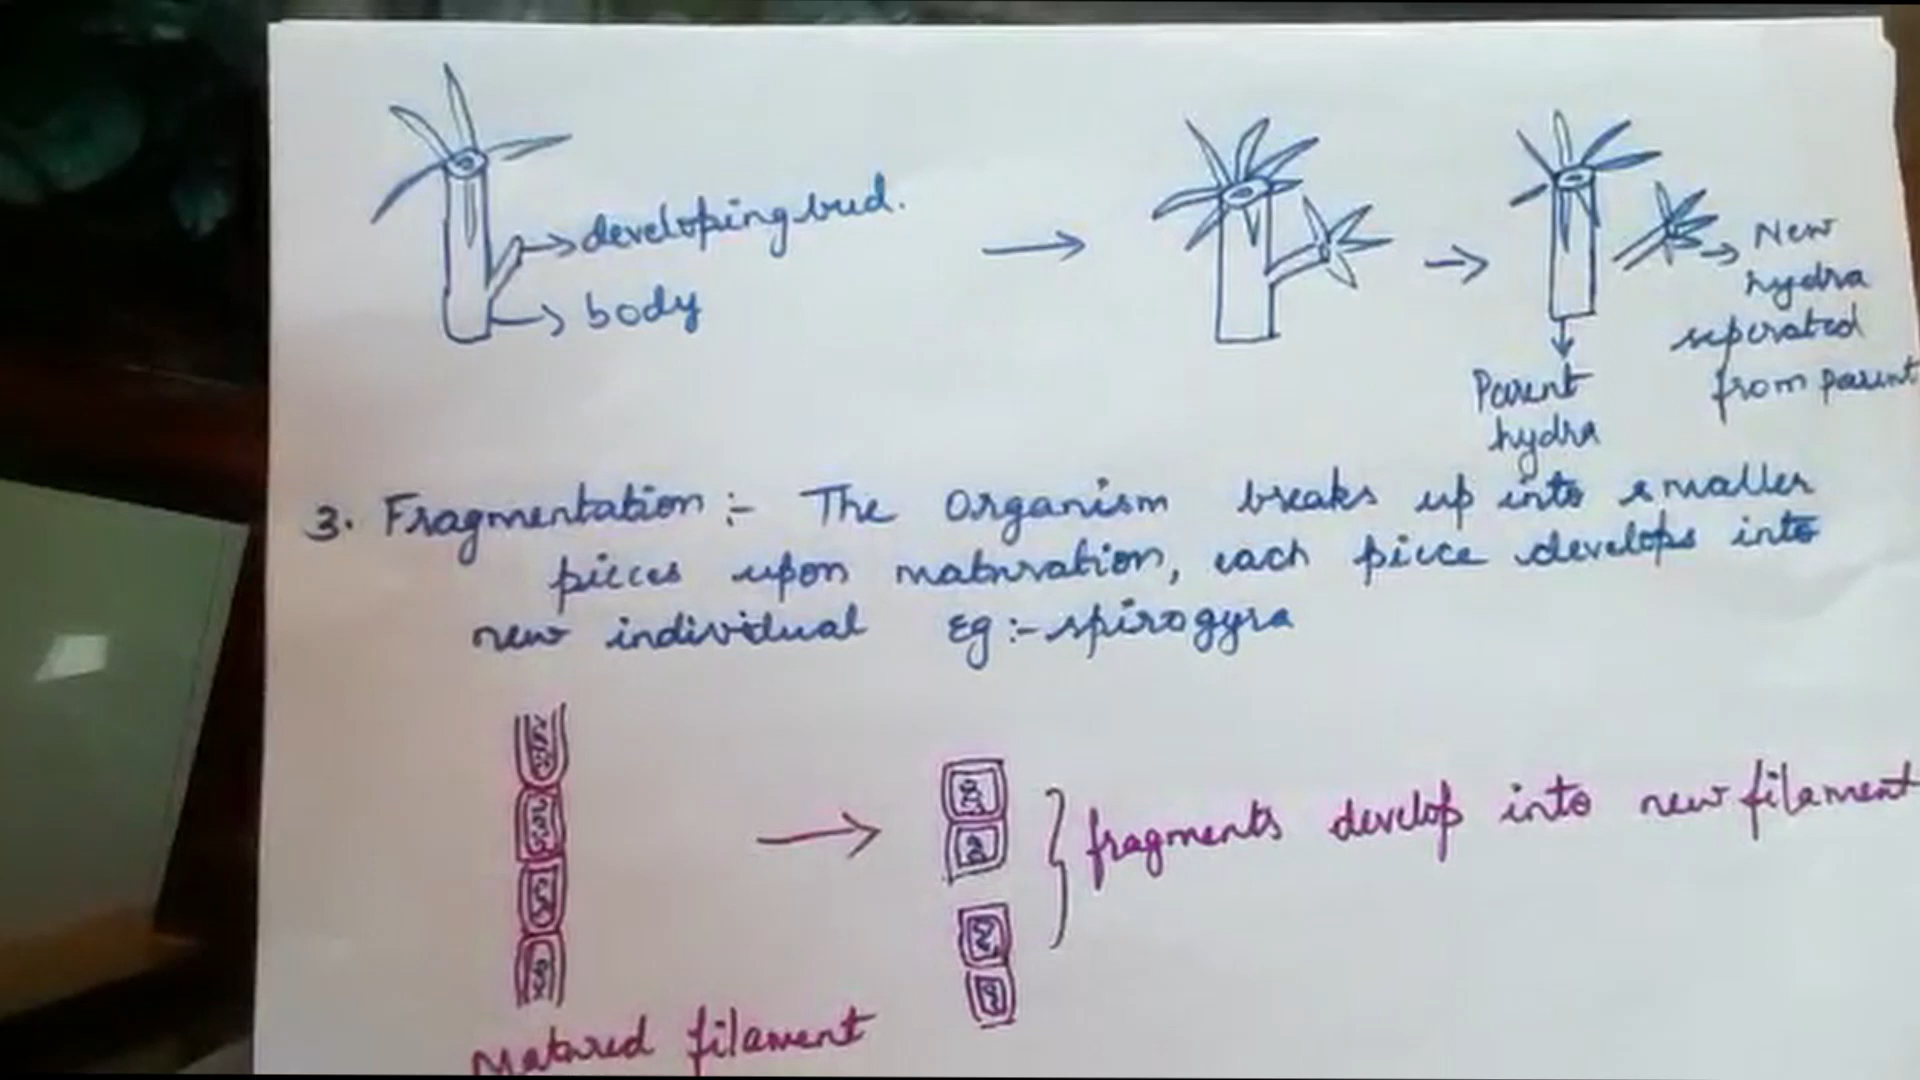 developing bud.
body
New
hydra
seperated
from parent
Parent
hydra
3. Fragmentation :- The Organism breaks up into smaller
pieces upon maturation, each piece develops into
new individual Eg :- spirogyra
fragments develop into new filament
Matured filament